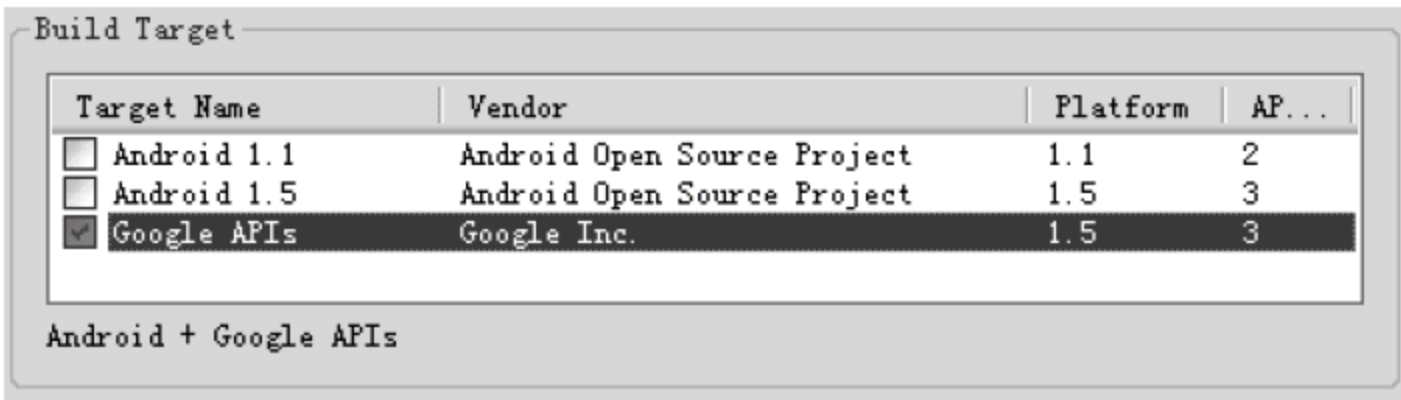 Build Target
Target Name Vendor Platform AP...
Android 1.1 Android Open Source Project 1.1 2
Android 1.5 Android Open Source Project 1.5 3
Google APIs Google Inc. 1.5 3
Android + Google APIs